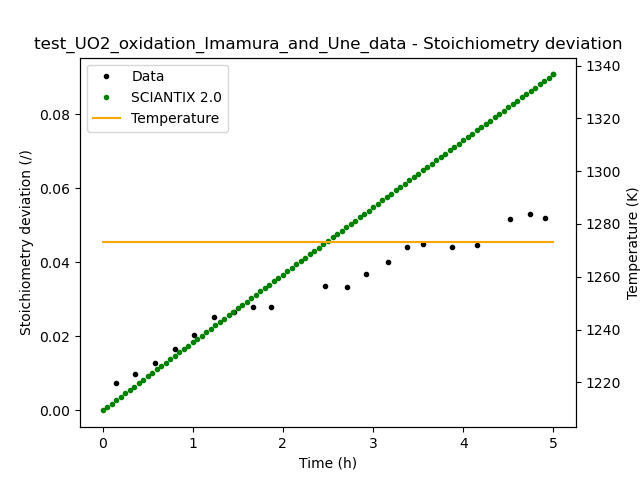 test_UO2_oxidation_Imamura_and_Une_data - Stoichiometry deviation
Data
SCIANTIX 2.0
Temperature
Stoichiometry deviation (/)
0.08
0.06
0.04
0.02
0.00
1340
1320
1300
1280
1260
1240
1220
Temperature (K)
0 1 2 3 4 5
Time (h)